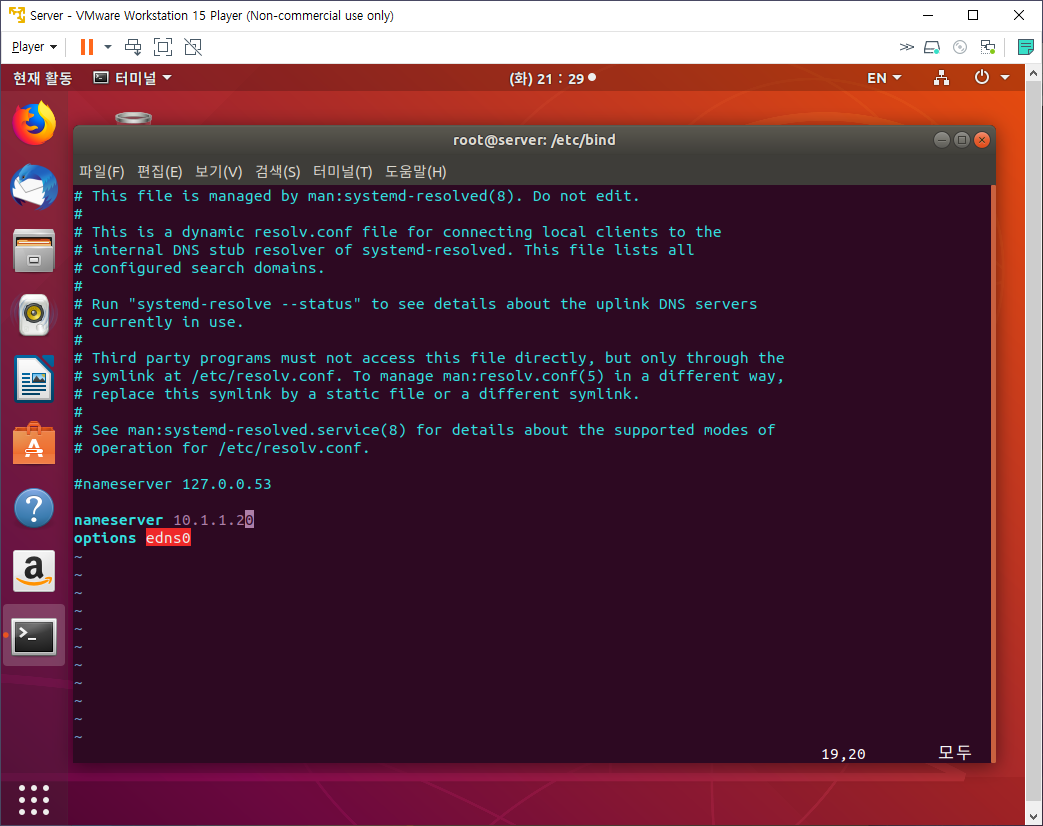 Server - VMware Workstation 15 Player (Non-commercial use only)
Player
현재 활동 터미널 (화) 21 : 29 EN
root@server: /etc/bind
파일(F) 편집(E) 보기(V) 검색(S) 터미널(T) 도움말(H)
# This file is managed by man:systemd-resolved(8). Do not edit.
#
# This is a dynamic resolv.conf file for connecting local clients to the
# internal DNS stub resolver of systemd-resolved. This file lists all
# configured search domains.
#
# Run "systemd-resolve --status" to see details about the uplink DNS servers
# currently in use.
#
# Third party programs must not access this file directly, but only through the
# symlink at /etc/resolv.conf. To manage man:resolv.conf(5) in a different way,
# replace this symlink by a static file or a different symlink.
#
# See man:systemd-resolved.service(8) for details about the supported modes of
# operation for /etc/resolv.conf.
#nameserver 127.0.0.53
nameserver 10.1.1.20
options edns0
~
~
~
~
~
~
~
~
~
~
~
19,20 모두